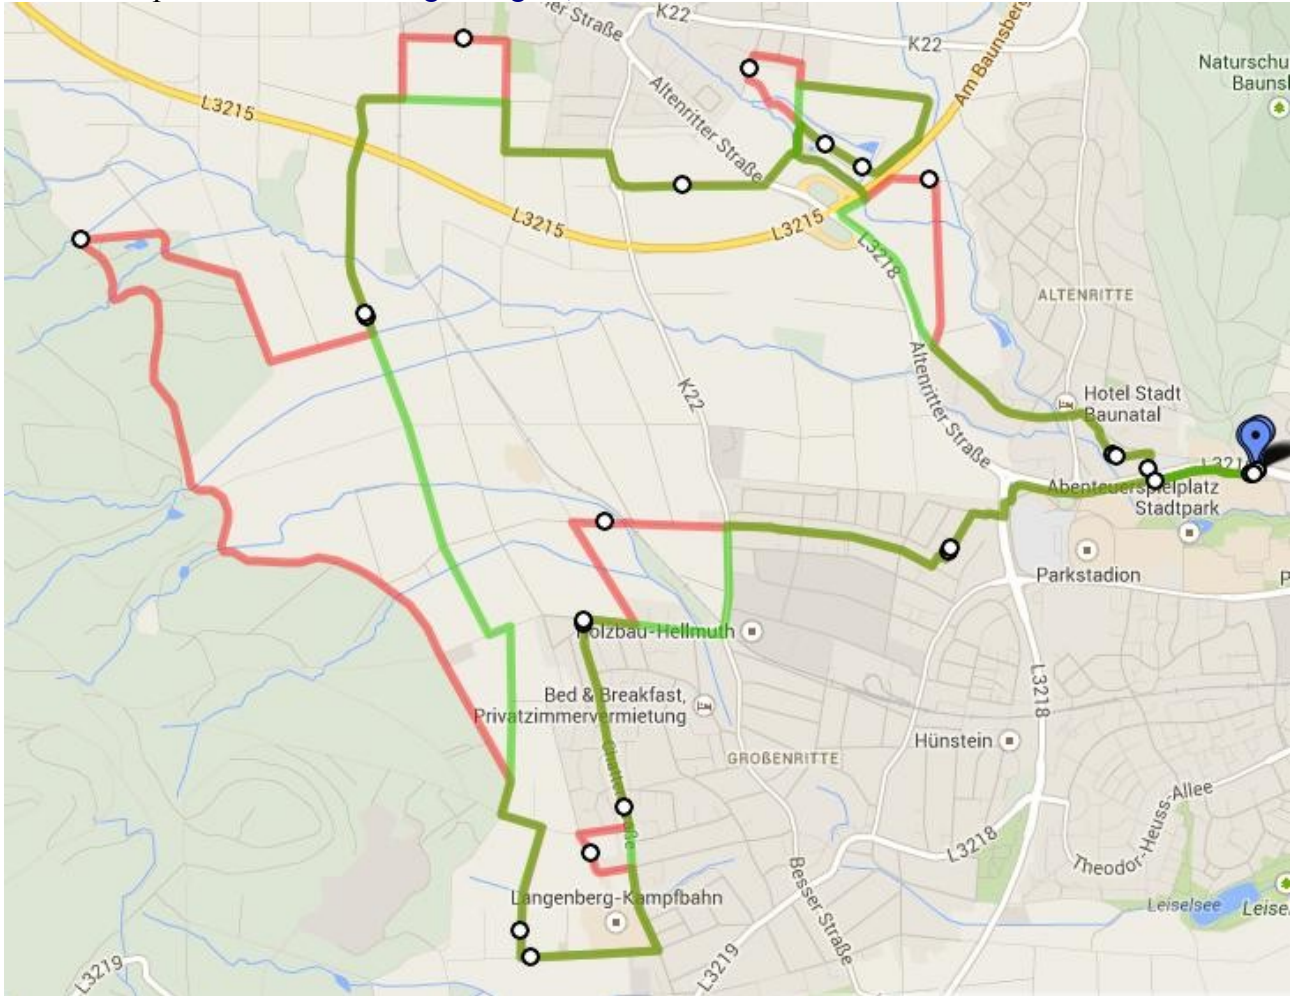 er Straße
K22
K22
Am Baunsberg
Naturschu
Bauns
L3215
Altenritter Straße
L3215
L3215
L3218
ALTENRITTE
Altenritter Straße
K22
Hotel Stadt
Baunatal
L321
Abenteuerspielplatz
Stadtpark
Parkstadion
P
Holzbau-Hellmuth
Bed & Breakfast,
Privatzimmervermietung
L3218
Hünstein
GROßENRITTE
Theodor-Heuss-Allee
L3218
Besser Straße
Langenberg-Kampfbahn
Leiselsee
Leise
L3219
L3219